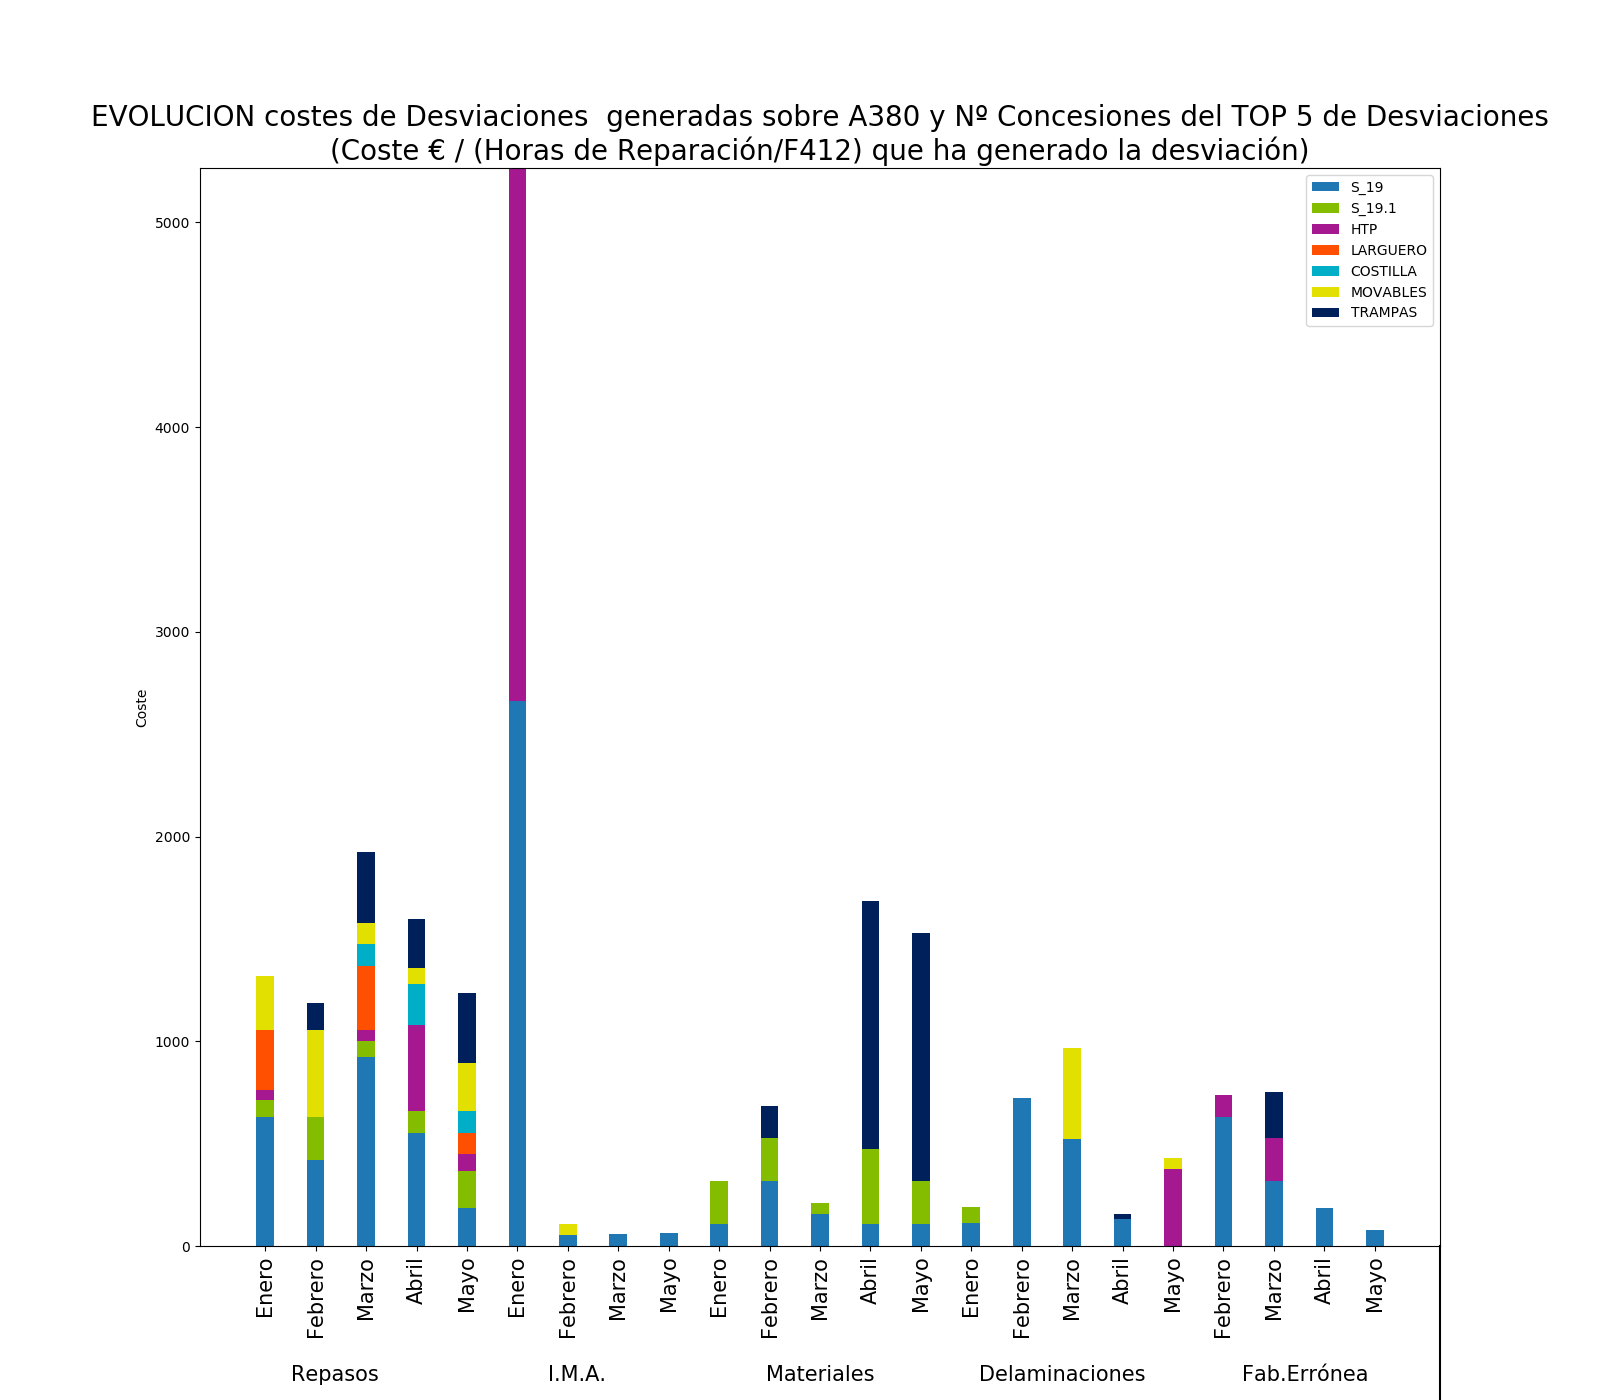 EVOLUCION costes de Desviaciones  generadas sobre A380 y Nº Concesiones del TOP 5 de Desviaciones
(Coste € / (Horas de Reparación/F412) que ha generado la desviación)
S_19
S_19.1
HTP
LARGUERO
COSTILLA
MOVABLES
TRAMPAS
5000
4000
3000
2000
1000
0
Coste
Enero Febrero Marzo Abril Mayo Enero Febrero Marzo Mayo Enero Febrero Marzo Abril Mayo Enero Febrero Marzo Abril Mayo Febrero Marzo Abril Mayo
Repasos I.M.A. Materiales Delaminaciones Fab.Errónea